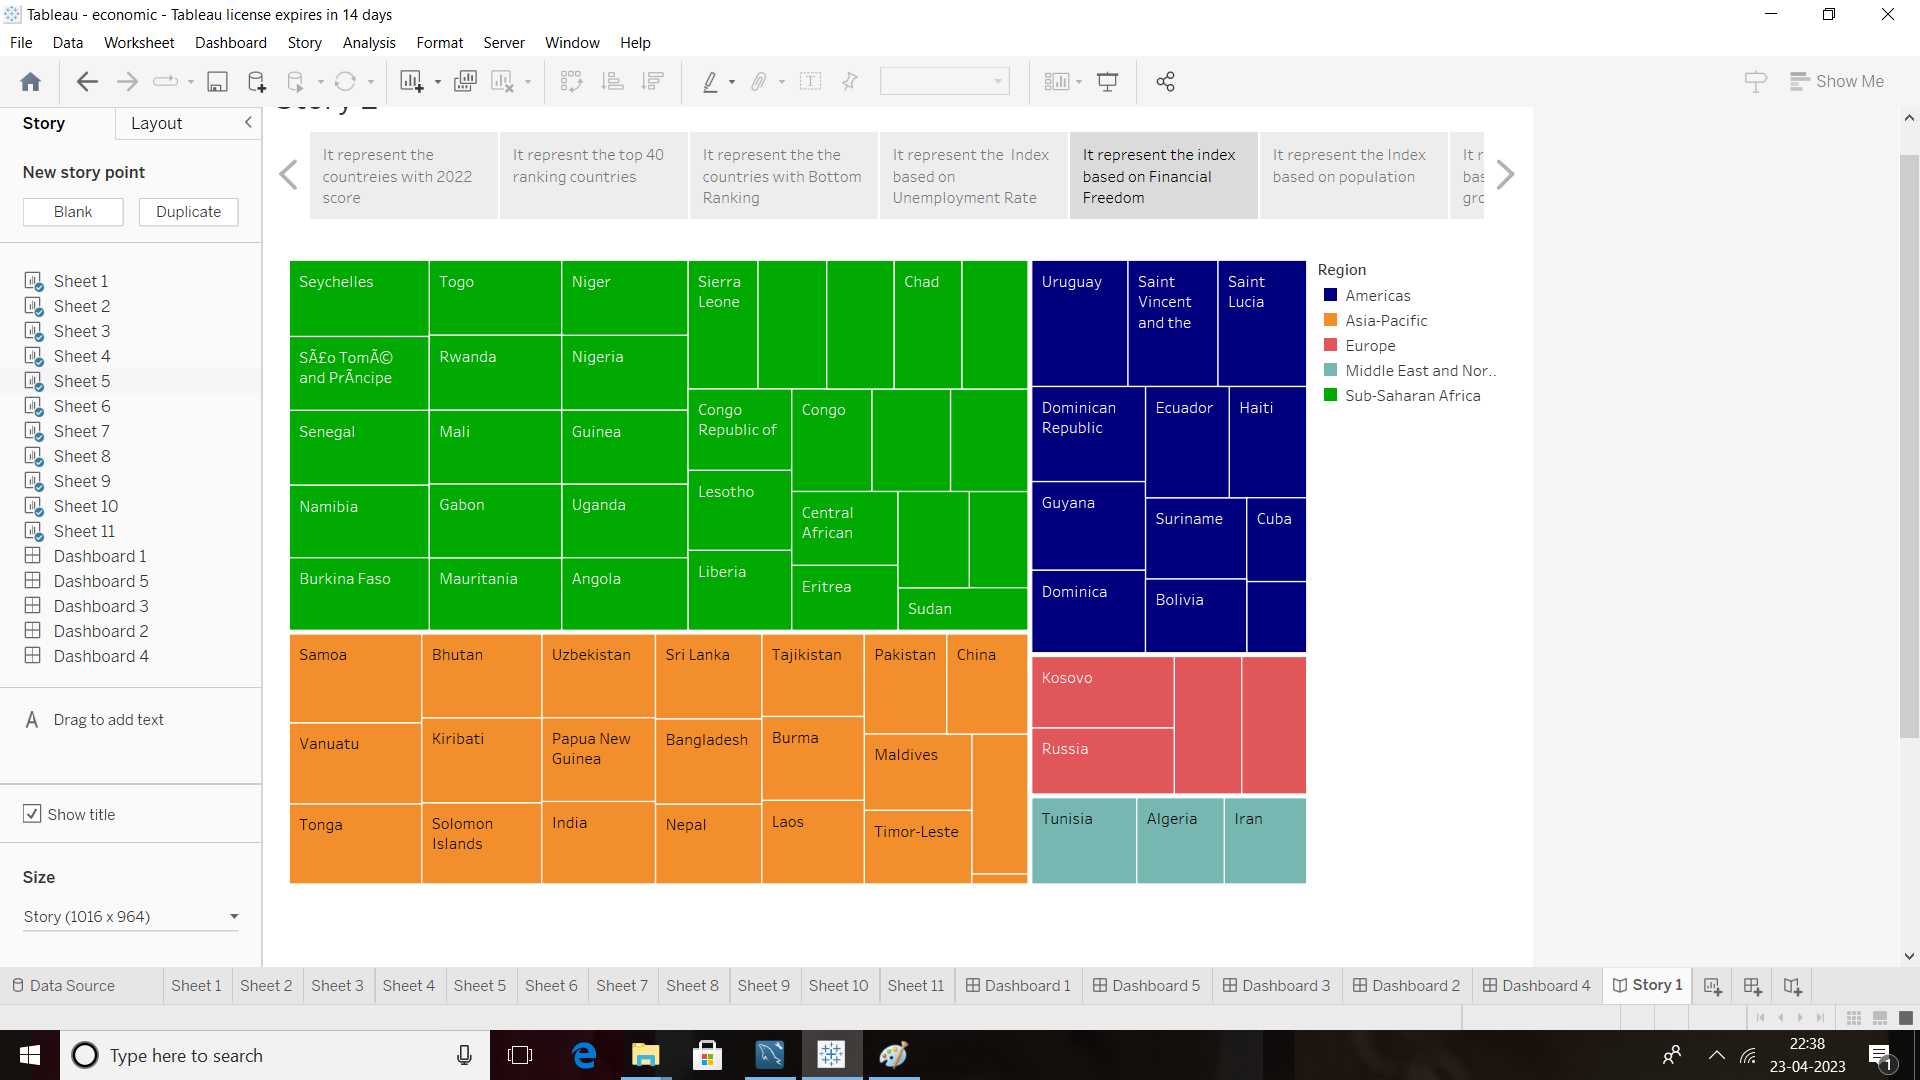 Tableau - economic - Tableau license expires in 14 days
File Data Worksheet Dashboard Story Analysis Format Server Window Help
Show Me
Story Layout
New story point
Blank Duplicate
Sheet 1
Sheet 2
Sheet 3
Sheet 4
Sheet 5
Sheet 6
Sheet 7
Sheet 8
Sheet 9
Sheet 10
Sheet 11
Dashboard 1
Dashboard 5
Dashboard 3
Dashboard 2
Dashboard 4
Drag to add text
Show title
Size
Story (1016 x 964)
It represent the
countreies with 2022
score
It represnt the top 40
ranking countries
It represent the the
countries with Bottom
Ranking
It represent the Index
based on
Unemployment Rate
It represent the index
based on Financial
Freedom
It represent the Index
based on population
Seychelles
SÃ£o TomÃ©
and PrÃncipe
Senegal
Namibia
Burkina Faso
Togo
Rwanda
Mali
Gabon
Mauritania
Niger
Nigeria
Guinea
Uganda
Angola
Sierra
Leone
Chad
Congo
Republic of
Lesotho
Liberia
Congo
Central
African
Eritrea
Sudan
Samoa
Vanuatu
Tonga
Bhutan
Kiribati
Solomon
Islands
Uzbekistan
Papua New
Guinea
India
Sri Lanka
Bangladesh
Nepal
Tajikistan
Burma
Laos
Pakistan
China
Maldives
Timor-Leste
Uruguay
Saint
Vincent
and the
Saint
Lucia
Dominican
Republic
Guyana
Dominica
Ecuador
Haiti
Suriname
Cuba
Bolivia
Kosovo
Russia
Tunisia
Algeria
Iran
Region
Americas
Asia-Pacific
Europe
Middle East and Nor..
Sub-Saharan Africa
Data Source Sheet 1 Sheet 2 Sheet 3 Sheet 4 Sheet 5 Sheet 6 Sheet 7 Sheet 8 Sheet 9 Sheet 10 Sheet 11 Dashboard 1 Dashboard 5 Dashboard 3 Dashboard 2 Dashboard 4 Story 1
Type here to search
22:38
23-04-2023
1